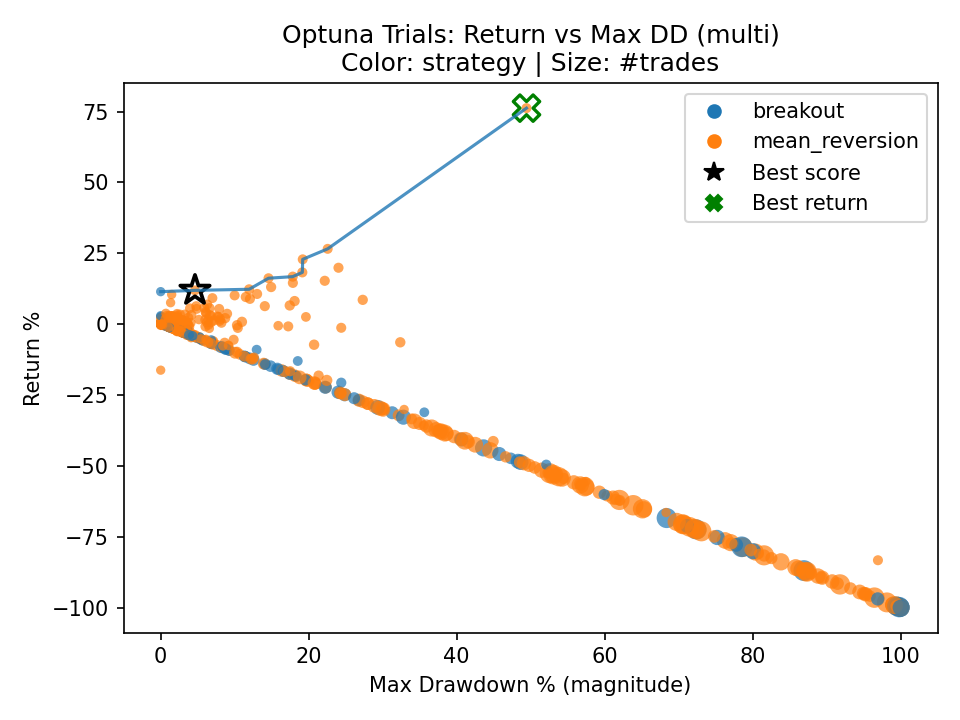 Optuna Trials: Return vs Max DD (multi)
Color: strategy | Size: #trades
breakout
mean_reversion
Best score
Best return
75
50
25
0
−25
−50
−75
−100
Return %
0
20
40
60
80
100
Max Drawdown % (magnitude)